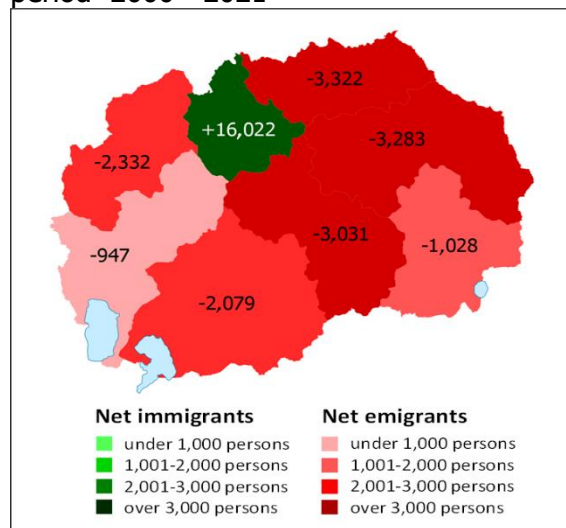 period 2000 - 2021
-3,322
+16,022
-3,283
-2,332
-3,031
-1,028
-947
-2,079
Net immigrants
under 1,000 persons
1,001-2,000 persons
2,001-3,000 persons
over 3,000 persons
Net emigrants
under 1,000 persons
1,001-2,000 persons
2,001-3,000 persons
over 3,000 persons